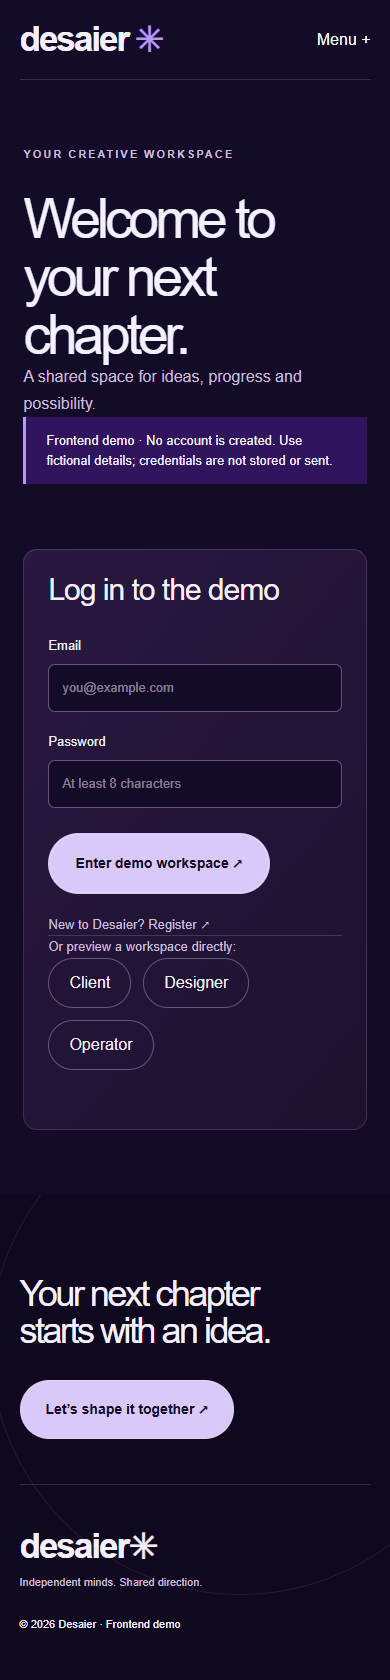 desaier ✳
Menu +
YOUR CREATIVE WORKSPACE
Welcome to
your next
chapter.
A shared space for ideas, progress and
possibility.
Frontend demo · No account is created. Use
fictional details; credentials are not stored or sent.
Log in to the demo
Email
you@example.com
Password
At least 8 characters
Enter demo workspace ↗
New to Desaier? Register ↗
Or preview a workspace directly:
Client
Designer
Operator
Your next chapter
starts with an idea.
Let’s shape it together ↗
desaier✳
Independent minds. Shared direction.
© 2026 Desaier · Frontend demo